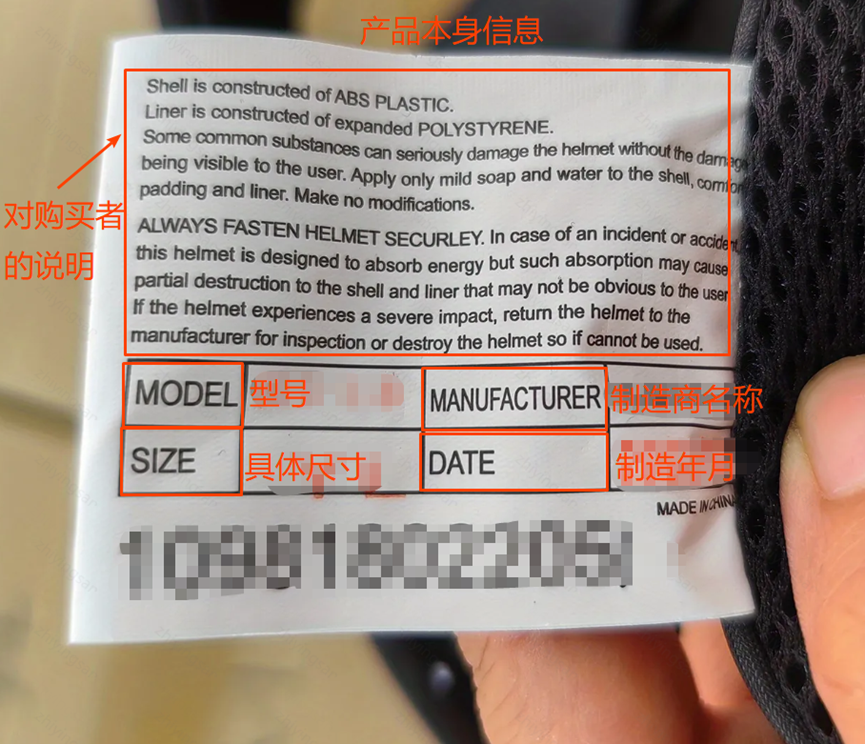 产品本身信息
Shell is constructed of ABS PLASTIC.
Liner is constructed of expanded POLYSTYRENE.
Some common substances can seriously damage the helmet without the damage
being visible to the user. Apply only mild soap and water to the shell, comfor
padding and liner. Make no modifications.
对购买者
的说明
ALWAYS FASTEN HELMET SECURLEY. In case of an incident or accident,
this helmet is designed to absorb energy but such absorption may cause
partial destruction to the shell and liner that may not be obvious to the user
If the helmet experiences a severe impact, return the helmet to the
manufacturer for inspection or destroy the helmet so if cannot be used.
MODEL 型号 MANUFACTURER 制造商名称
SIZE 具体尺寸 DATE 制造年月
MADE IN CHINA